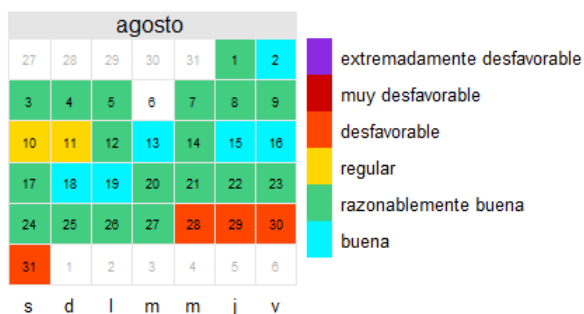 agosto
27 28 29 30 31 1 2
3 4 5 6 7 8 9
10 11 12 13 14 15 16
17 18 19 20 21 22 23
24 25 26 27 28 29 30
31 1 2 3 4 5 6
s d l m m j v
extremadamente desfavorable
muy desfavorable
desfavorable
regular
razonablemente buena
buena